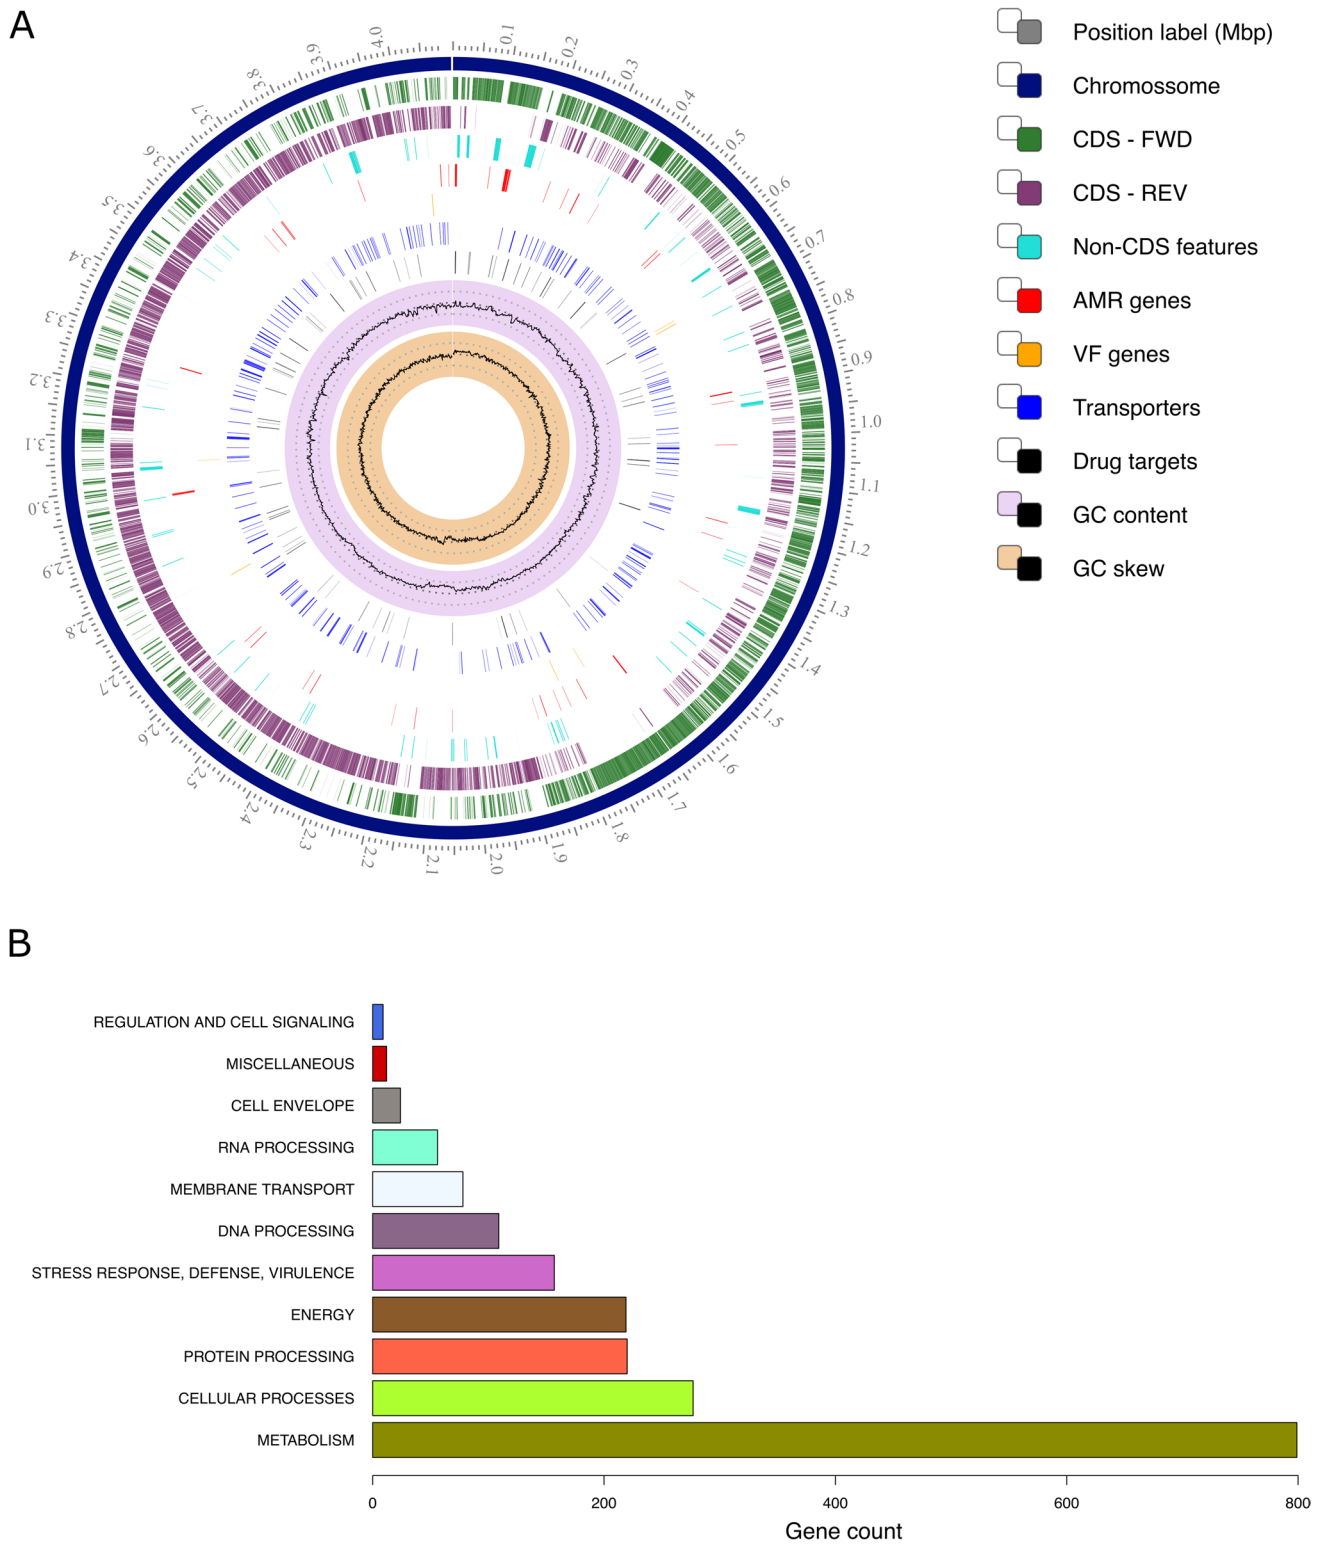 A
0.1
0.2
0.3
0.4
0.5
0.6
0.7
0.8
0.9
1.0
1.1
1.2
1.3
1.4
1.5
1.6
1.7
1.8
1.9
2.0
2.1
2.2
2.3
2.4
2.5
2.6
2.7
2.8
2.9
3.0
3.1
3.2
3.3
3.4
3.5
3.6
3.7
3.8
3.9
4.0
Position label (Mbp)
Chromossome
CDS - FWD
CDS - REV
Non-CDS features
AMR genes
VF genes
Transporters
Drug targets
GC content
GC skew
B
REGULATION AND CELL SIGNALING
MISCELLANEOUS
CELL ENVELOPE
RNA PROCESSING
MEMBRANE TRANSPORT
DNA PROCESSING
STRESS RESPONSE, DEFENSE, VIRULENCE
ENERGY
PROTEIN PROCESSING
CELLULAR PROCESSES
METABOLISM
0 200 400 600 800
Gene count